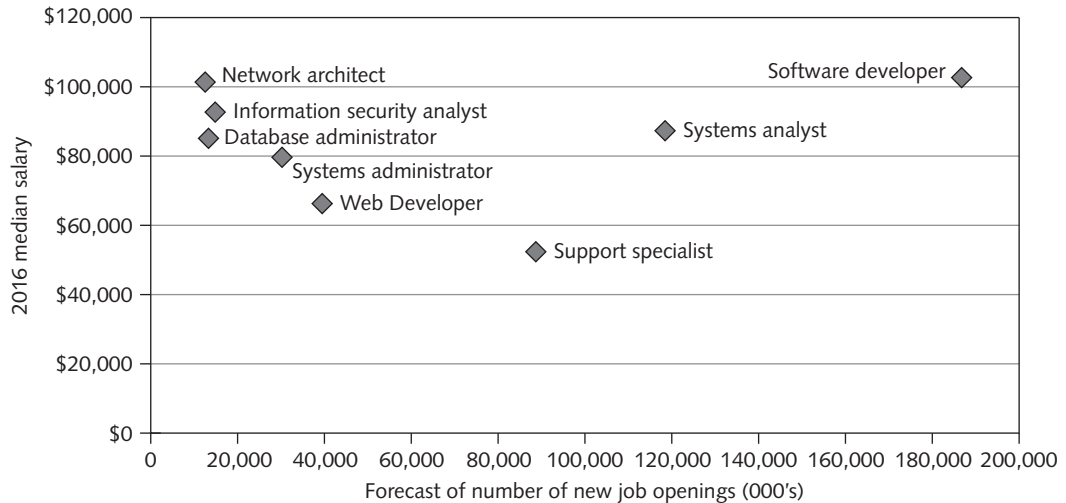 $120,000
Network architect
Software developer
$100,000
Information security analyst
Database administrator
Systems analyst
$80,000
Systems administrator
Web Developer
$60,000
Support specialist
$40,000
$20,000
$0
2016 median salary
0 20,000 40,000 60,000 80,000 100,000 120,000 140,000 160,000 180,000 200,000
Forecast of number of new job openings (000's)